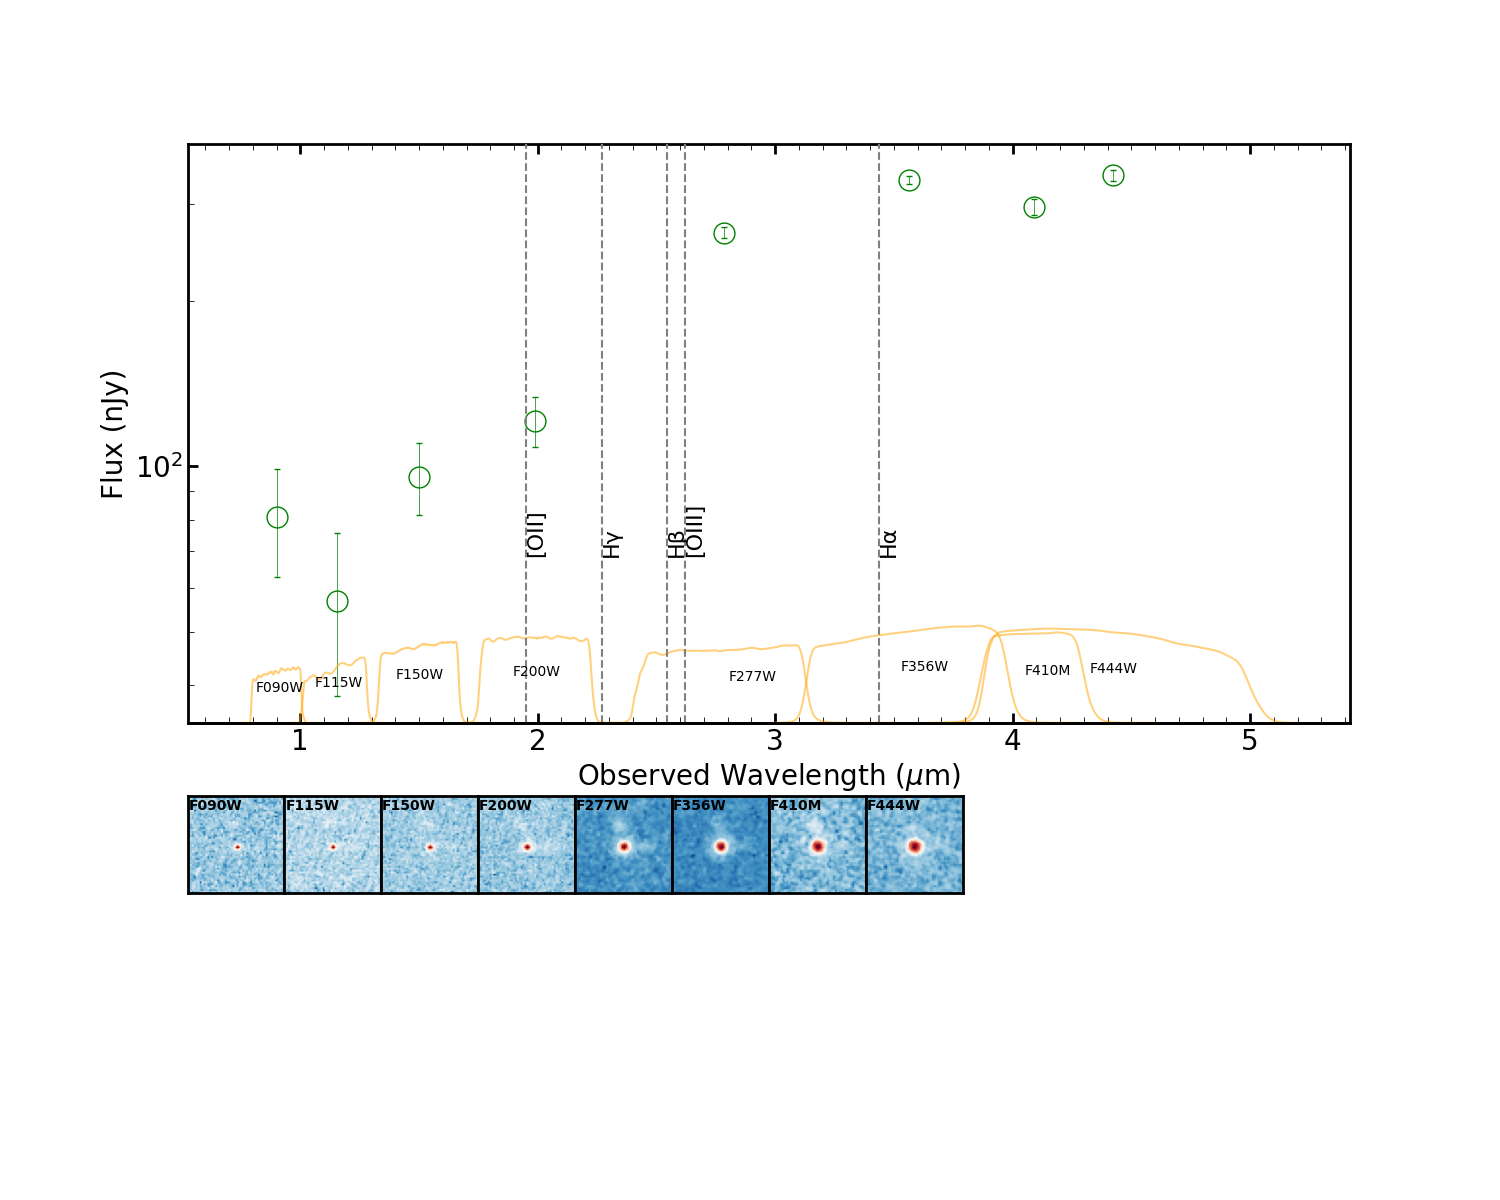 Flux (nJy)
10²
[OII]
Hγ
Hβ
[OIII]
Hα
F090W
F115W
F150W
F200W
F277W
F356W
F410M
F444W
1 2 3 4 5
Observed Wavelength (μm)
F090W F115W F150W F200W F277W F356W F410M F444W